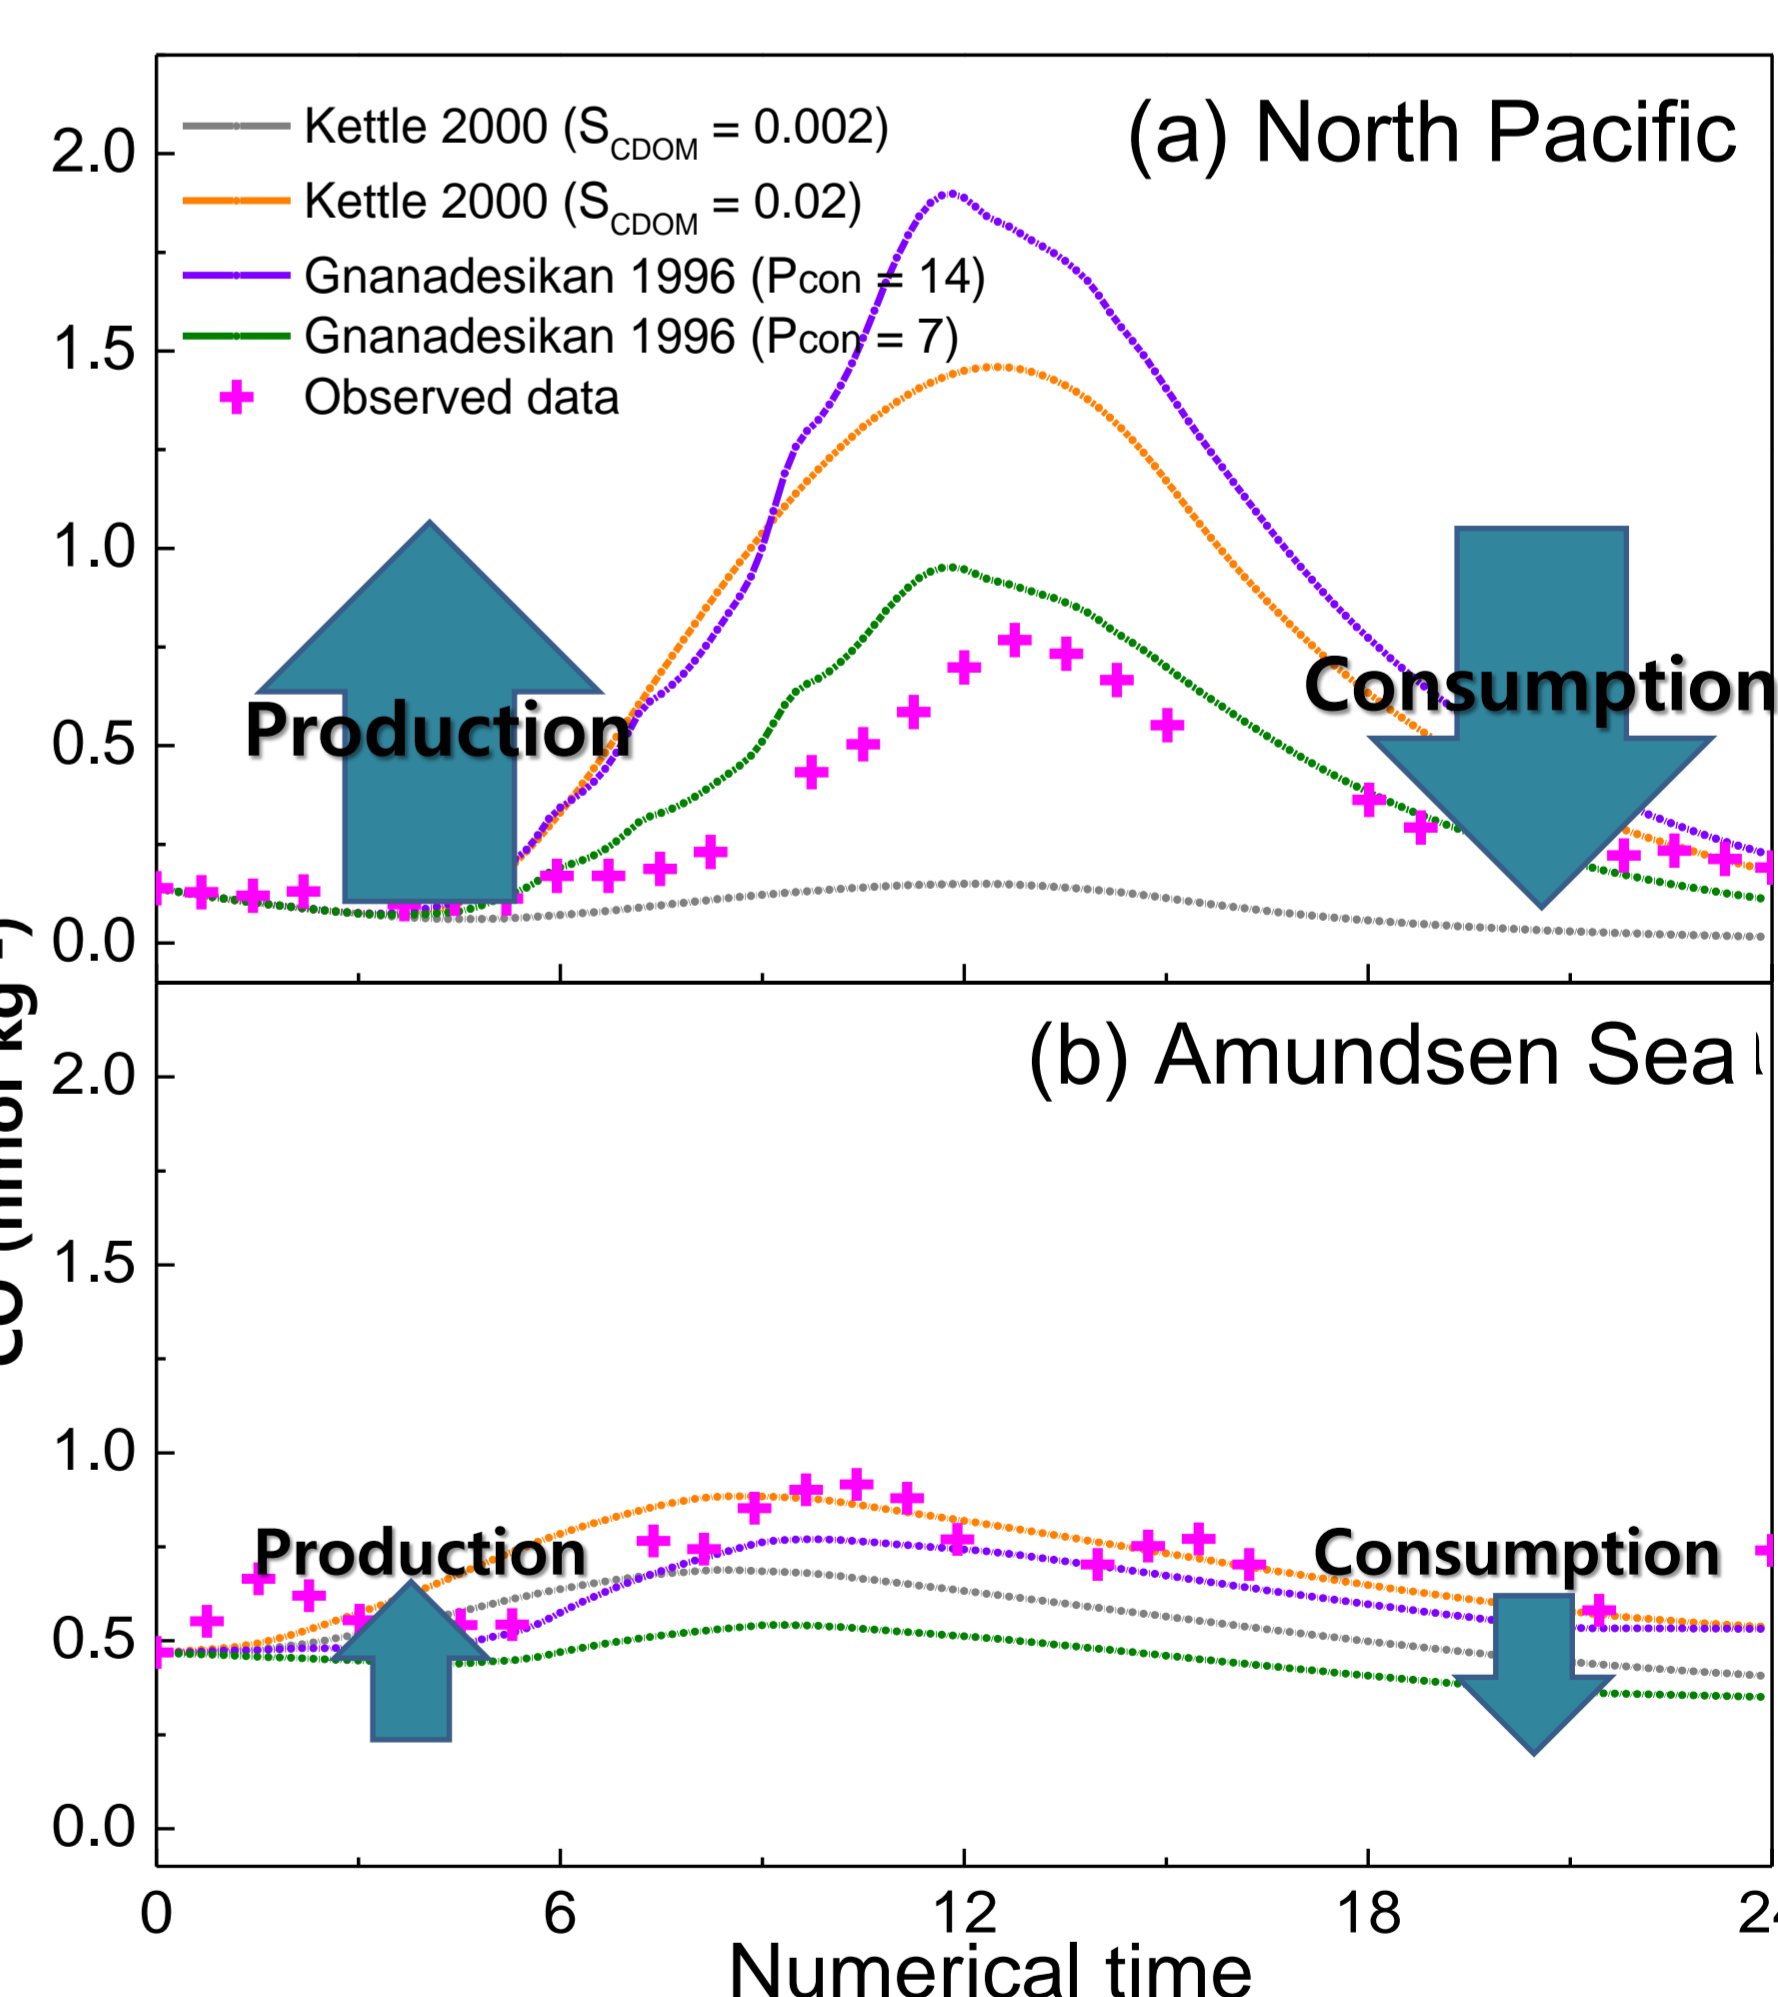 (a) North Pacific
Kettle 2000 (SCDOM = 0.002)
Kettle 2000 (SCDOM = 0.02)
Gnanadesikan 1996 (Pcon = 14)
Gnanadesikan 1996 (Pcon = 7)
Observed data
2.0
1.5
1.0
0.5
0.0
Production
Consumption
(b) Amundsen Sea
2.0
1.5
1.0
0.5
0.0
Production
Consumption
0 6 12 18
Numerical time